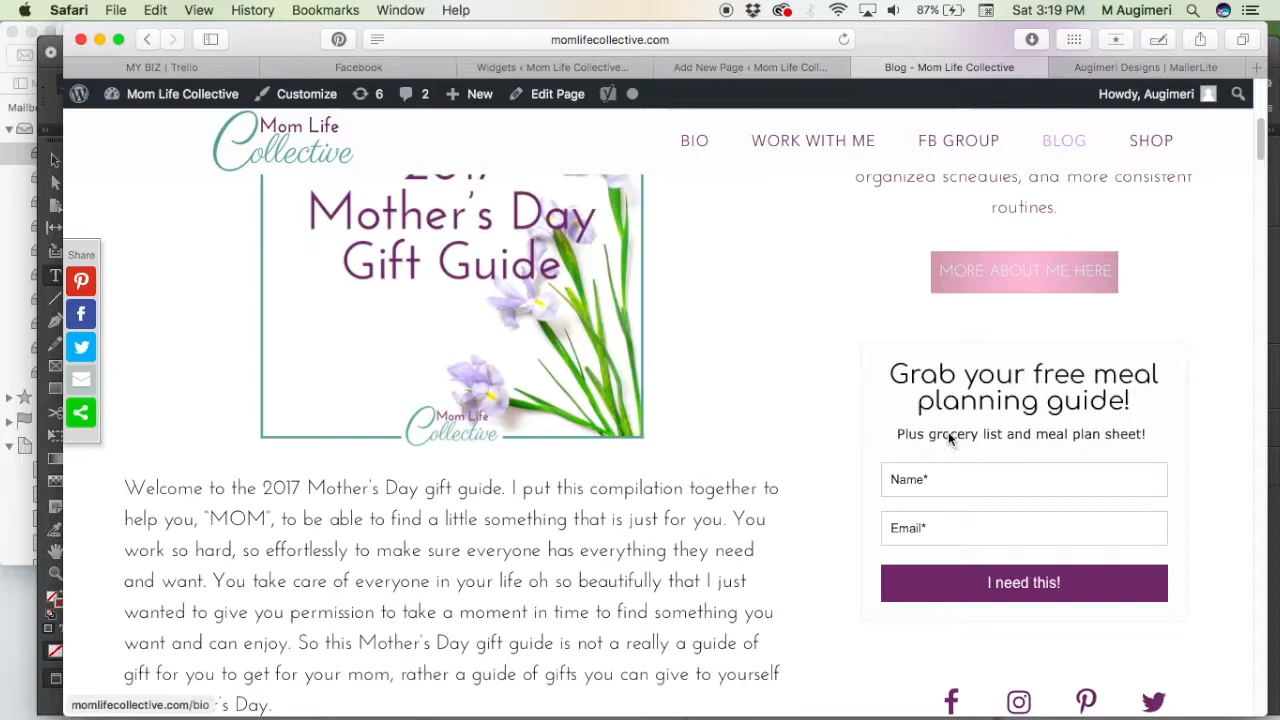 Safari File Edit View History Bookmarks Window Help 87% Sat 3:19 PM M Augimeri
momlifecollective.com
MY BIZ | Trello Facebook Widgets ‹ Mom Life Collective... Add New Page ‹ Mom Life Coll... Blog – Mom Life Collective Augimeri Designs | MailerLite
Mom Life Collective Customize 6 2 New Edit Page Howdy, Augimeri
Mom Life
Collective
BIO WORK WITH ME FB GROUP BLOG SHOP
2017
Mother's Day
Gift Guide
Mom Life
Collective
organized schedules, and more consistent
routines.
MORE ABOUT ME HERE
Share
Grab your free meal
planning guide!
Plus grocery list and meal plan sheet!
Name*
Email*
I need this!
Welcome to the 2017 Mother's Day gift guide. I put this compilation together to
help you, “MOM”, to be able to find a little something that is just for you. You
work so hard, so effortlessly to make sure everyone has everything they need
and want. You take care of everyone in your life oh so beautifully that I just
wanted to give you permission to take a moment in time to find something you
want and can enjoy. So this Mother's Day gift guide is not a really a guide of
gift for you to get for your mom, rather a guide of gifts you can give to yourself
r's Day.
momlifecollective.com/bio